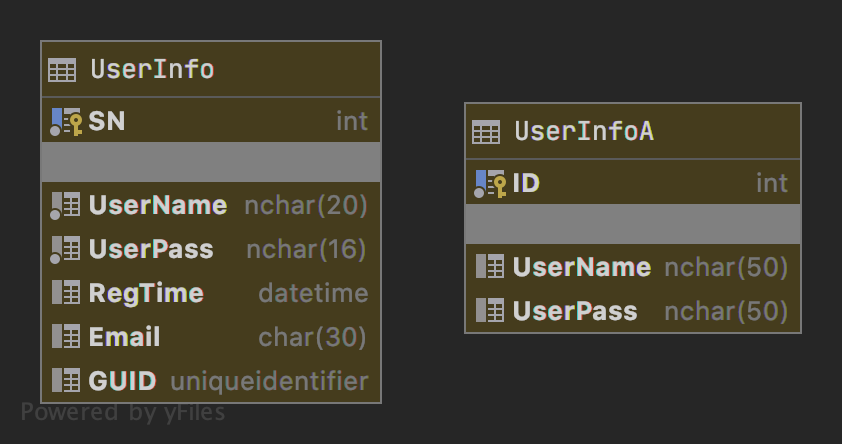 UserInfo
SN int
UserName nchar(20)
UserPass nchar(16)
RegTime datetime
Email char(30)
GUID uniqueidentifier
UserInfoA
ID int
UserName nchar(50)
UserPass nchar(50)
Powered by yFiles